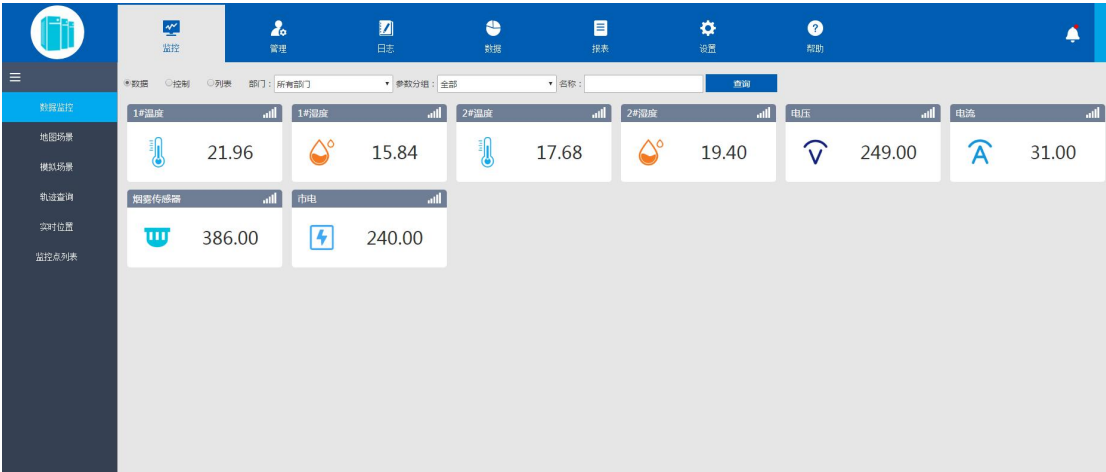 监控
管理
日志
数据
报表
设置
帮助
数据 控制 列表 部门： 所有部门 参数分组： 全部 名称： 查询
数据监控
地图场景
模拟场景
轨迹查询
实时位置
监控点列表
1#温度
21.96
1#湿度
15.84
2#温度
17.68
2#湿度
19.40
电压
V
249.00
电流
A
31.00
烟雾传感器
386.00
市电
240.00